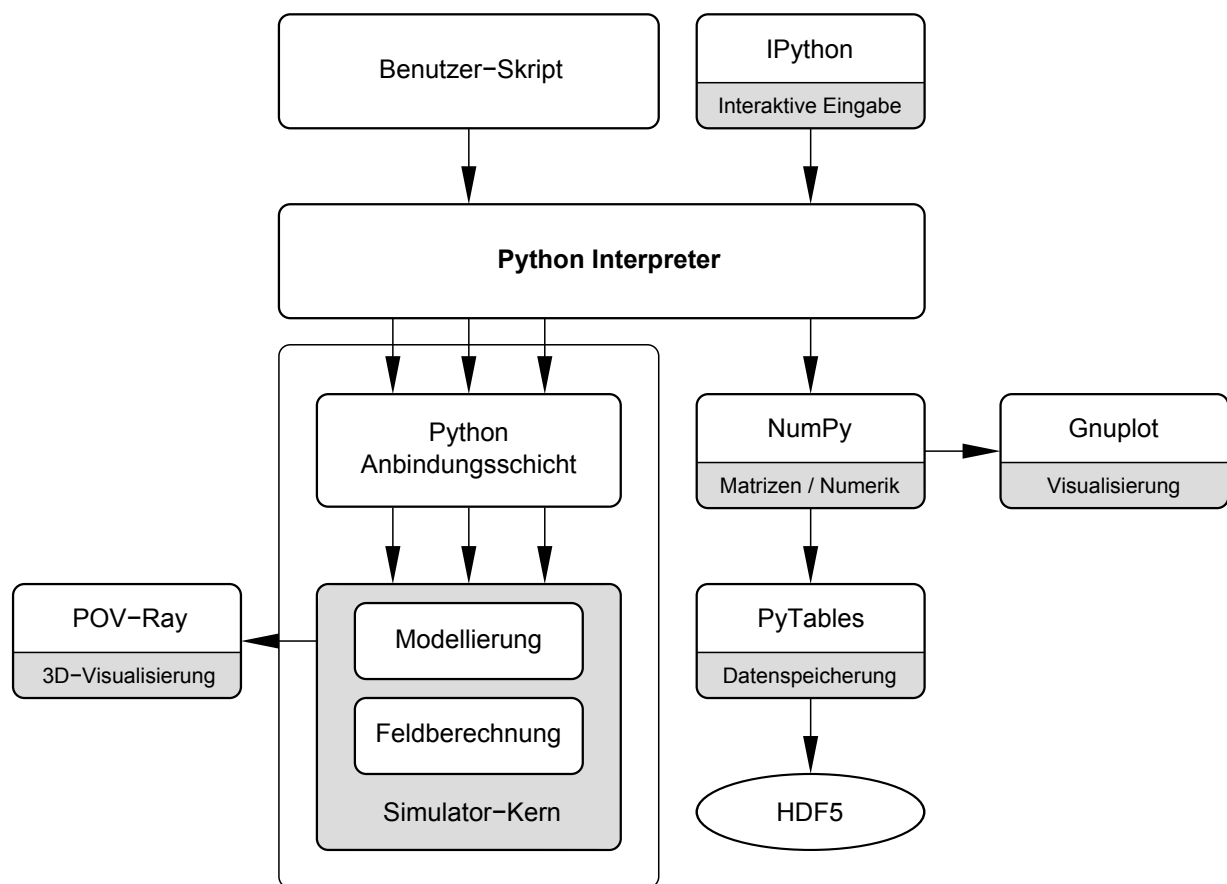 Benutzer−Skript
IPython
Interaktive Eingabe
Python Interpreter
Python
Anbindungsschicht
NumPy
Matrizen / Numerik
Gnuplot
Visualisierung
POV−Ray
3D−Visualisierung
Modellierung
Feldberechnung
Simulator−Kern
PyTables
Datenspeicherung
HDF5